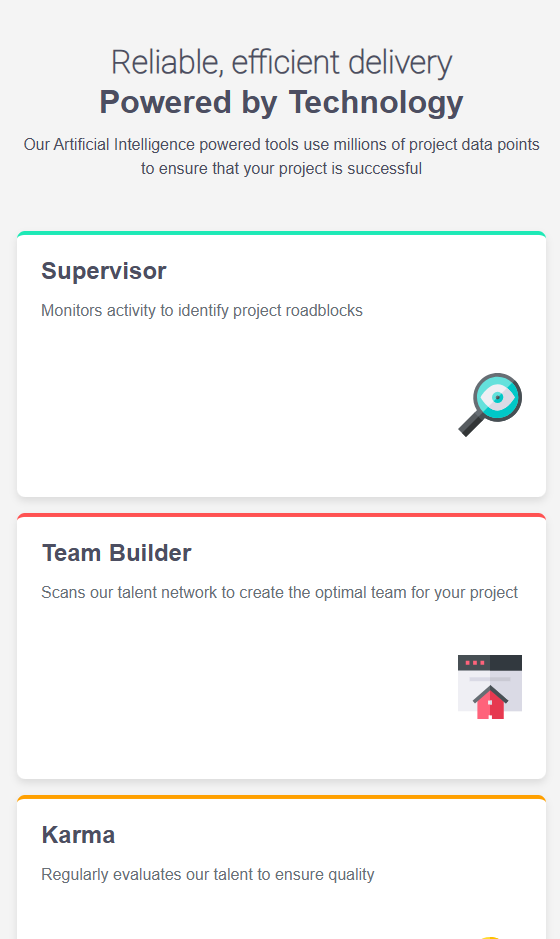 Reliable, efficient delivery
Powered by Technology
Our Artificial Intelligence powered tools use millions of project data points
to ensure that your project is successful
Supervisor
Monitors activity to identify project roadblocks
Team Builder
Scans our talent network to create the optimal team for your project
Karma
Regularly evaluates our talent to ensure quality